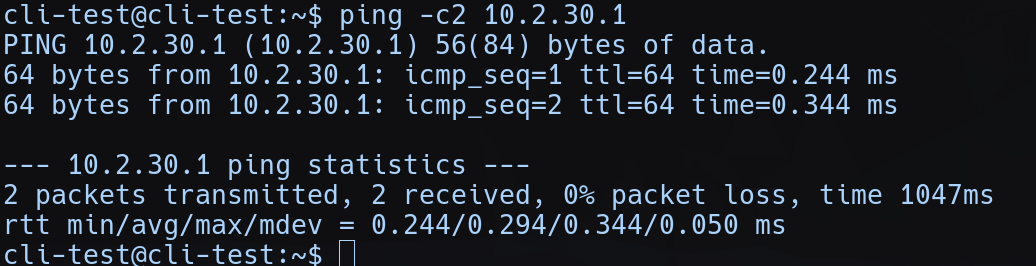 cli-test@cli-test:~$ ping -c2 10.2.30.1
PING 10.2.30.1 (10.2.30.1) 56(84) bytes of data.
64 bytes from 10.2.30.1: icmp_seq=1 ttl=64 time=0.244 ms
64 bytes from 10.2.30.1: icmp_seq=2 ttl=64 time=0.344 ms

--- 10.2.30.1 ping statistics ---
2 packets transmitted, 2 received, 0% packet loss, time 1047ms
rtt min/avg/max/mdev = 0.244/0.294/0.344/0.050 ms
cli-test@cli-test:~$